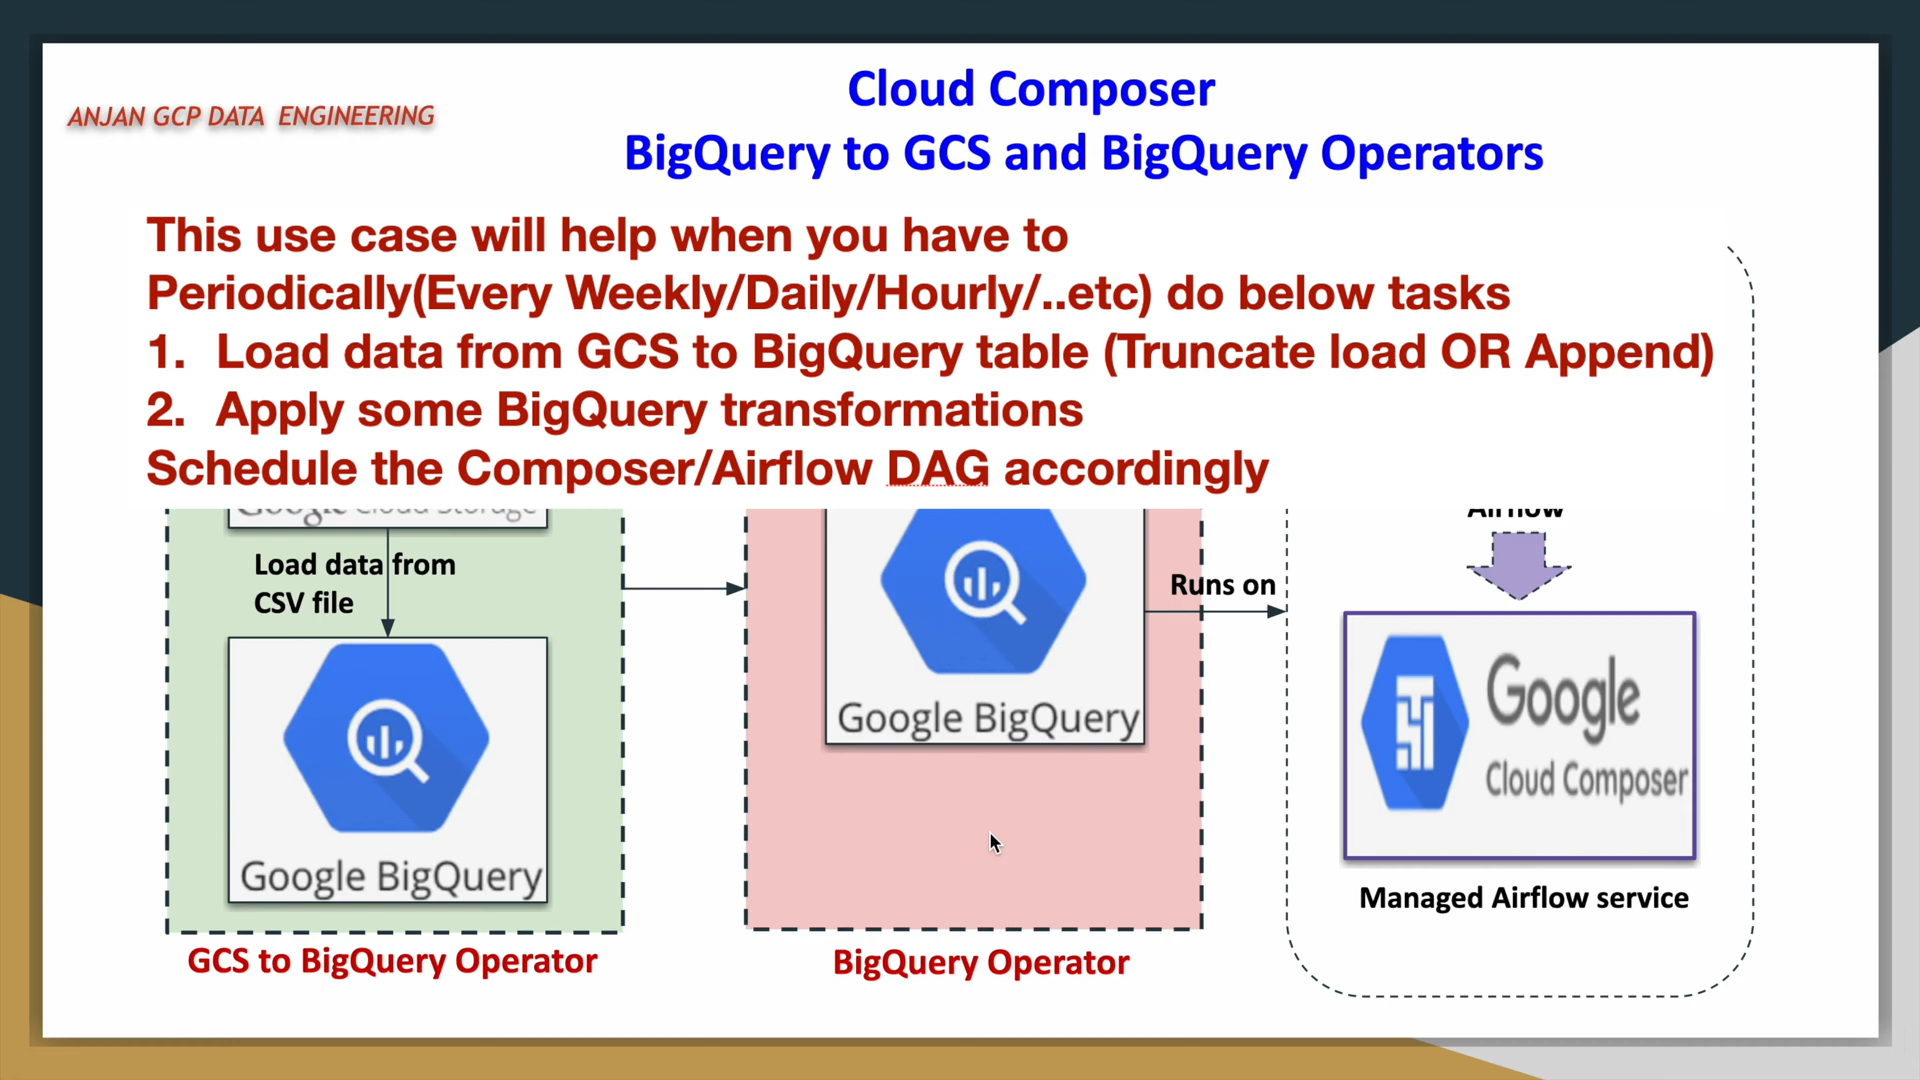 ANJAN GCP DATA ENGINEERING
Cloud Composer
BigQuery to GCS and BigQuery Operators
This use case will help when you have to
Periodically(Every Weekly/Daily/Hourly/..etc) do below tasks
1. Load data from GCS to BigQuery table (Truncate load OR Append)
2. Apply some BigQuery transformations
Schedule the Composer/Airflow DAG accordingly
Google Cloud Storage
Load data from
CSV file
Google BigQuery
GCS to BigQuery Operator
Google BigQuery
BigQuery Operator
Runs on
Airflow
Google
Cloud Composer
Managed Airflow service